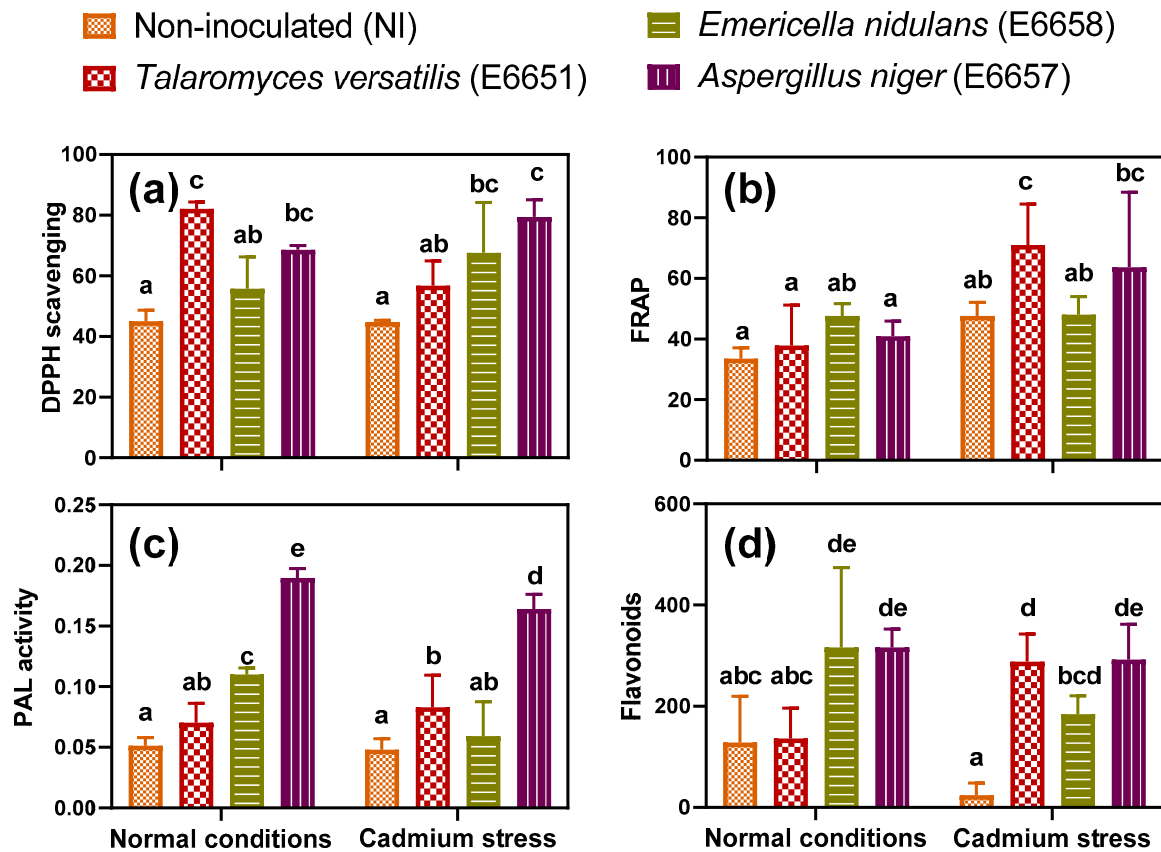 Non-inoculated (NI)
Emericella nidulans (E6658)
Talaromyces versatilis (E6651)
Aspergillus niger (E6657)
100
80
60
40
20
0
DPPH scavenging
(a)
a
c
ab
bc
a
ab
bc
c
100
80
60
40
20
0
FRAP
(b)
a
a
ab
a
ab
c
ab
bc
0.25
0.20
0.15
0.10
0.05
0.00
PAL activity
(c)
a
ab
c
e
a
b
ab
d
Normal conditions
Cadmium stress
600
400
200
0
Flavonoids
(d)
abc
abc
de
de
a
d
bcd
de
Normal conditions
Cadmium stress